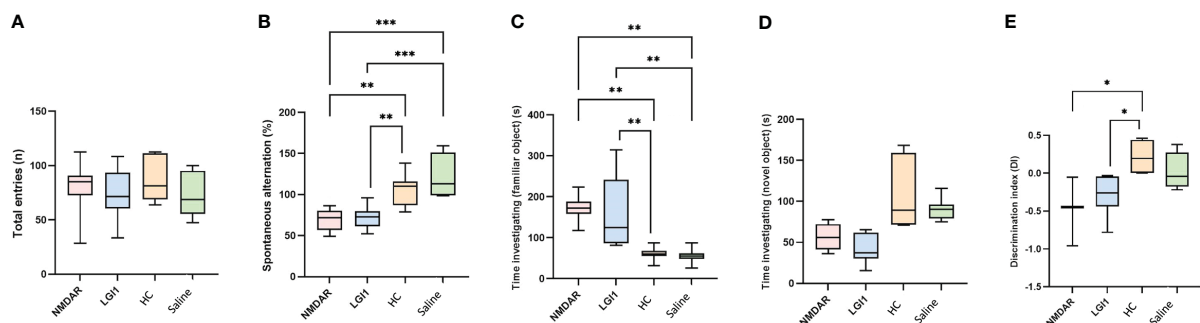 A
Total entries (n)
150
100
50
0
NMDAR
LGI1
HC
Saline
B
Spontaneous alternation (%)
200
150
100
50
0
***
***
**
**
NMDAR
LGI1
HC
Saline
C
Time investigating (familiar object) (s)
400
300
200
100
0
**
**
**
**
NMDAR
LGI1
HC
Saline
D
Time investigating (novel object) (s)
200
150
100
50
0
NMDAR
LGI1
HC
Saline
E
Discrimination index (DI)
0.5
0.0
-0.5
-1.0
-1.5
*
*
NMDAR
LGI1
HC
Saline